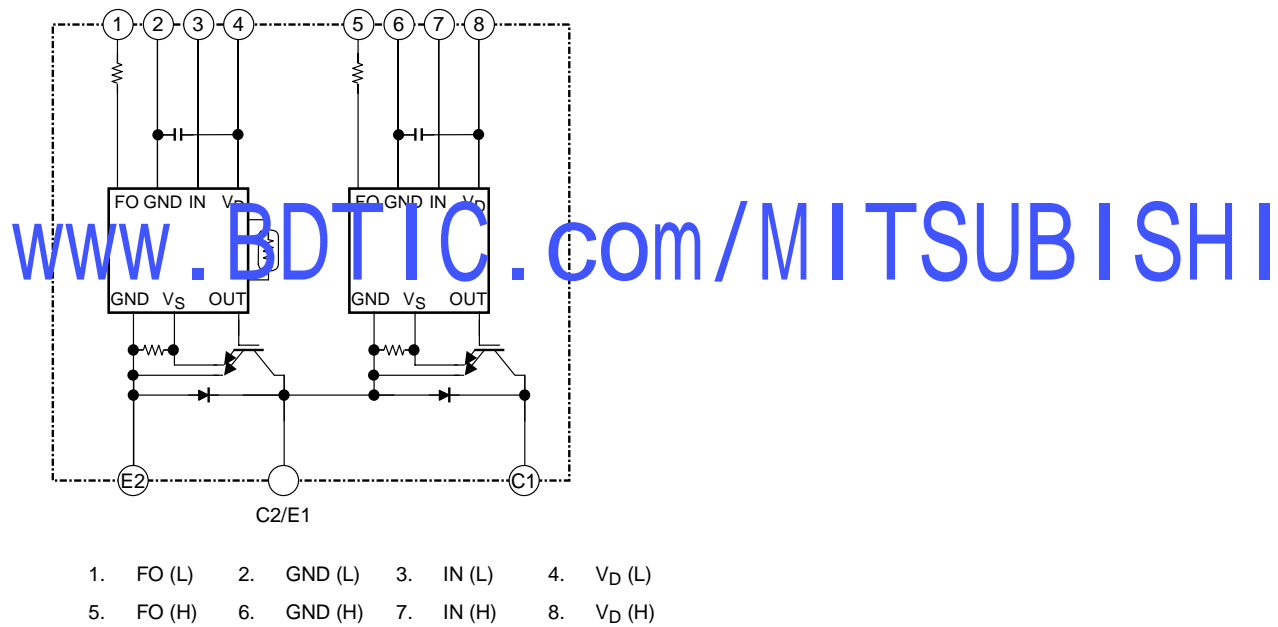 1 2 3 4 5 6 7 8
FO GND IN VD FO GND IN VD
www.BDTIC.com/MITSUBISHI
GND VS OUT GND VS OUT
E2 C1
C2/E1
1. FO (L) 2. GND (L) 3. IN (L) 4. VD (L)
5. FO (H) 6. GND (H) 7. IN (H) 8. VD (H)